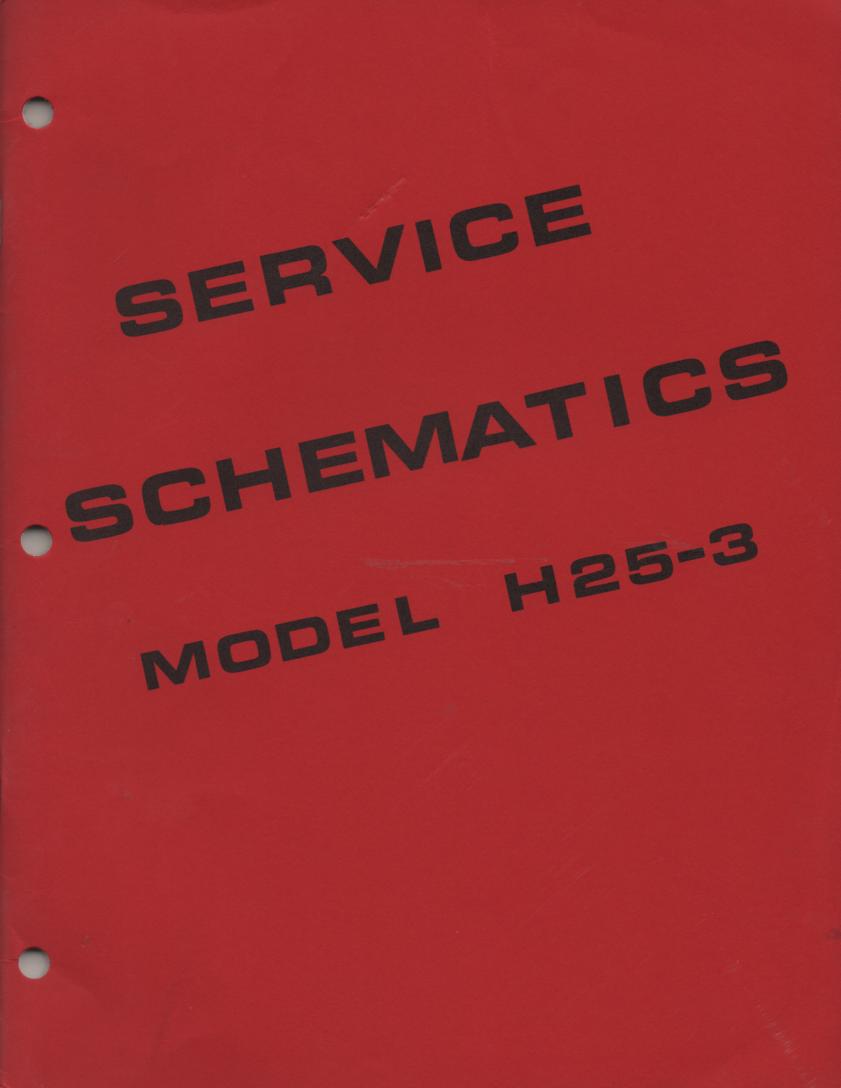 SERVICE
SCHEMATICS
MODEL H25-3